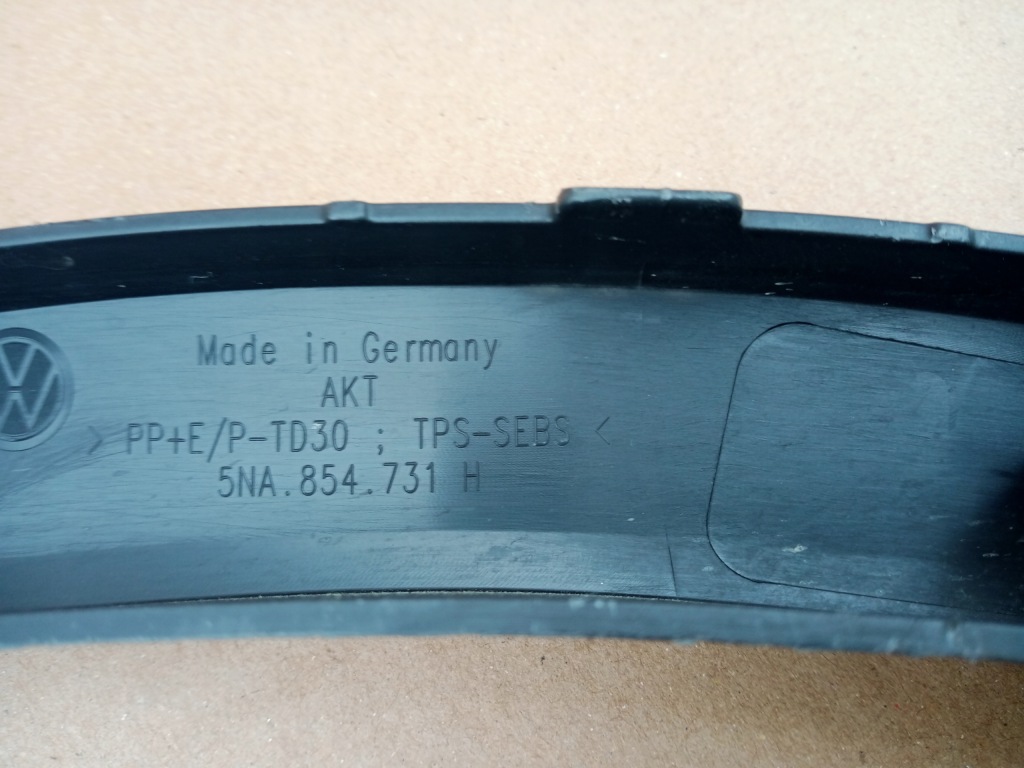 Made in Germany
AKT
> PP+E/P-TD30 ; TPS-SEBS <
5NA.854.731 H